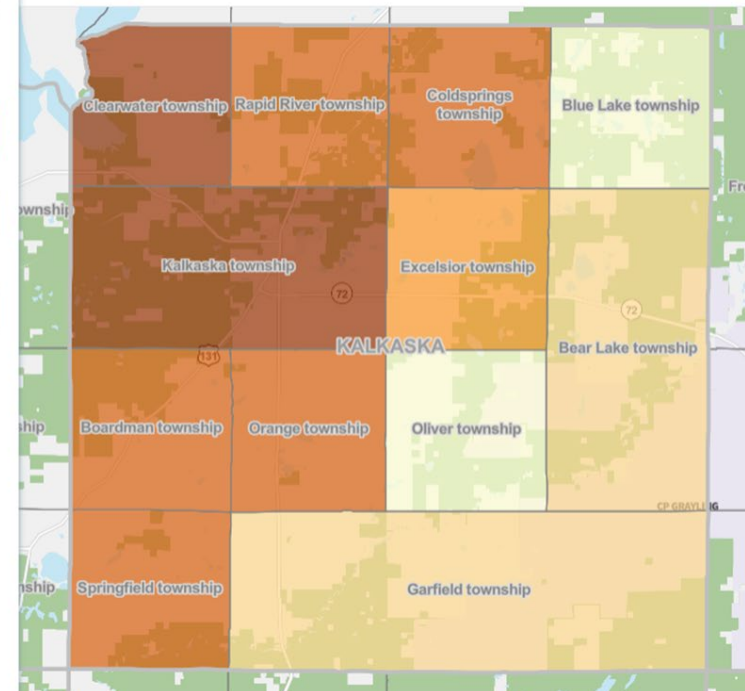 Clearwater township
Rapid River township
Coldsprings
township
Blue Lake township
Fre
ownship
Kalkaska township
Excelsior township
72
72
KALKASKA
131
Bear Lake township
ship
Boardman township
Orange township
Oliver township
CP GRAYLING
nship
Springfield township
Garfield township